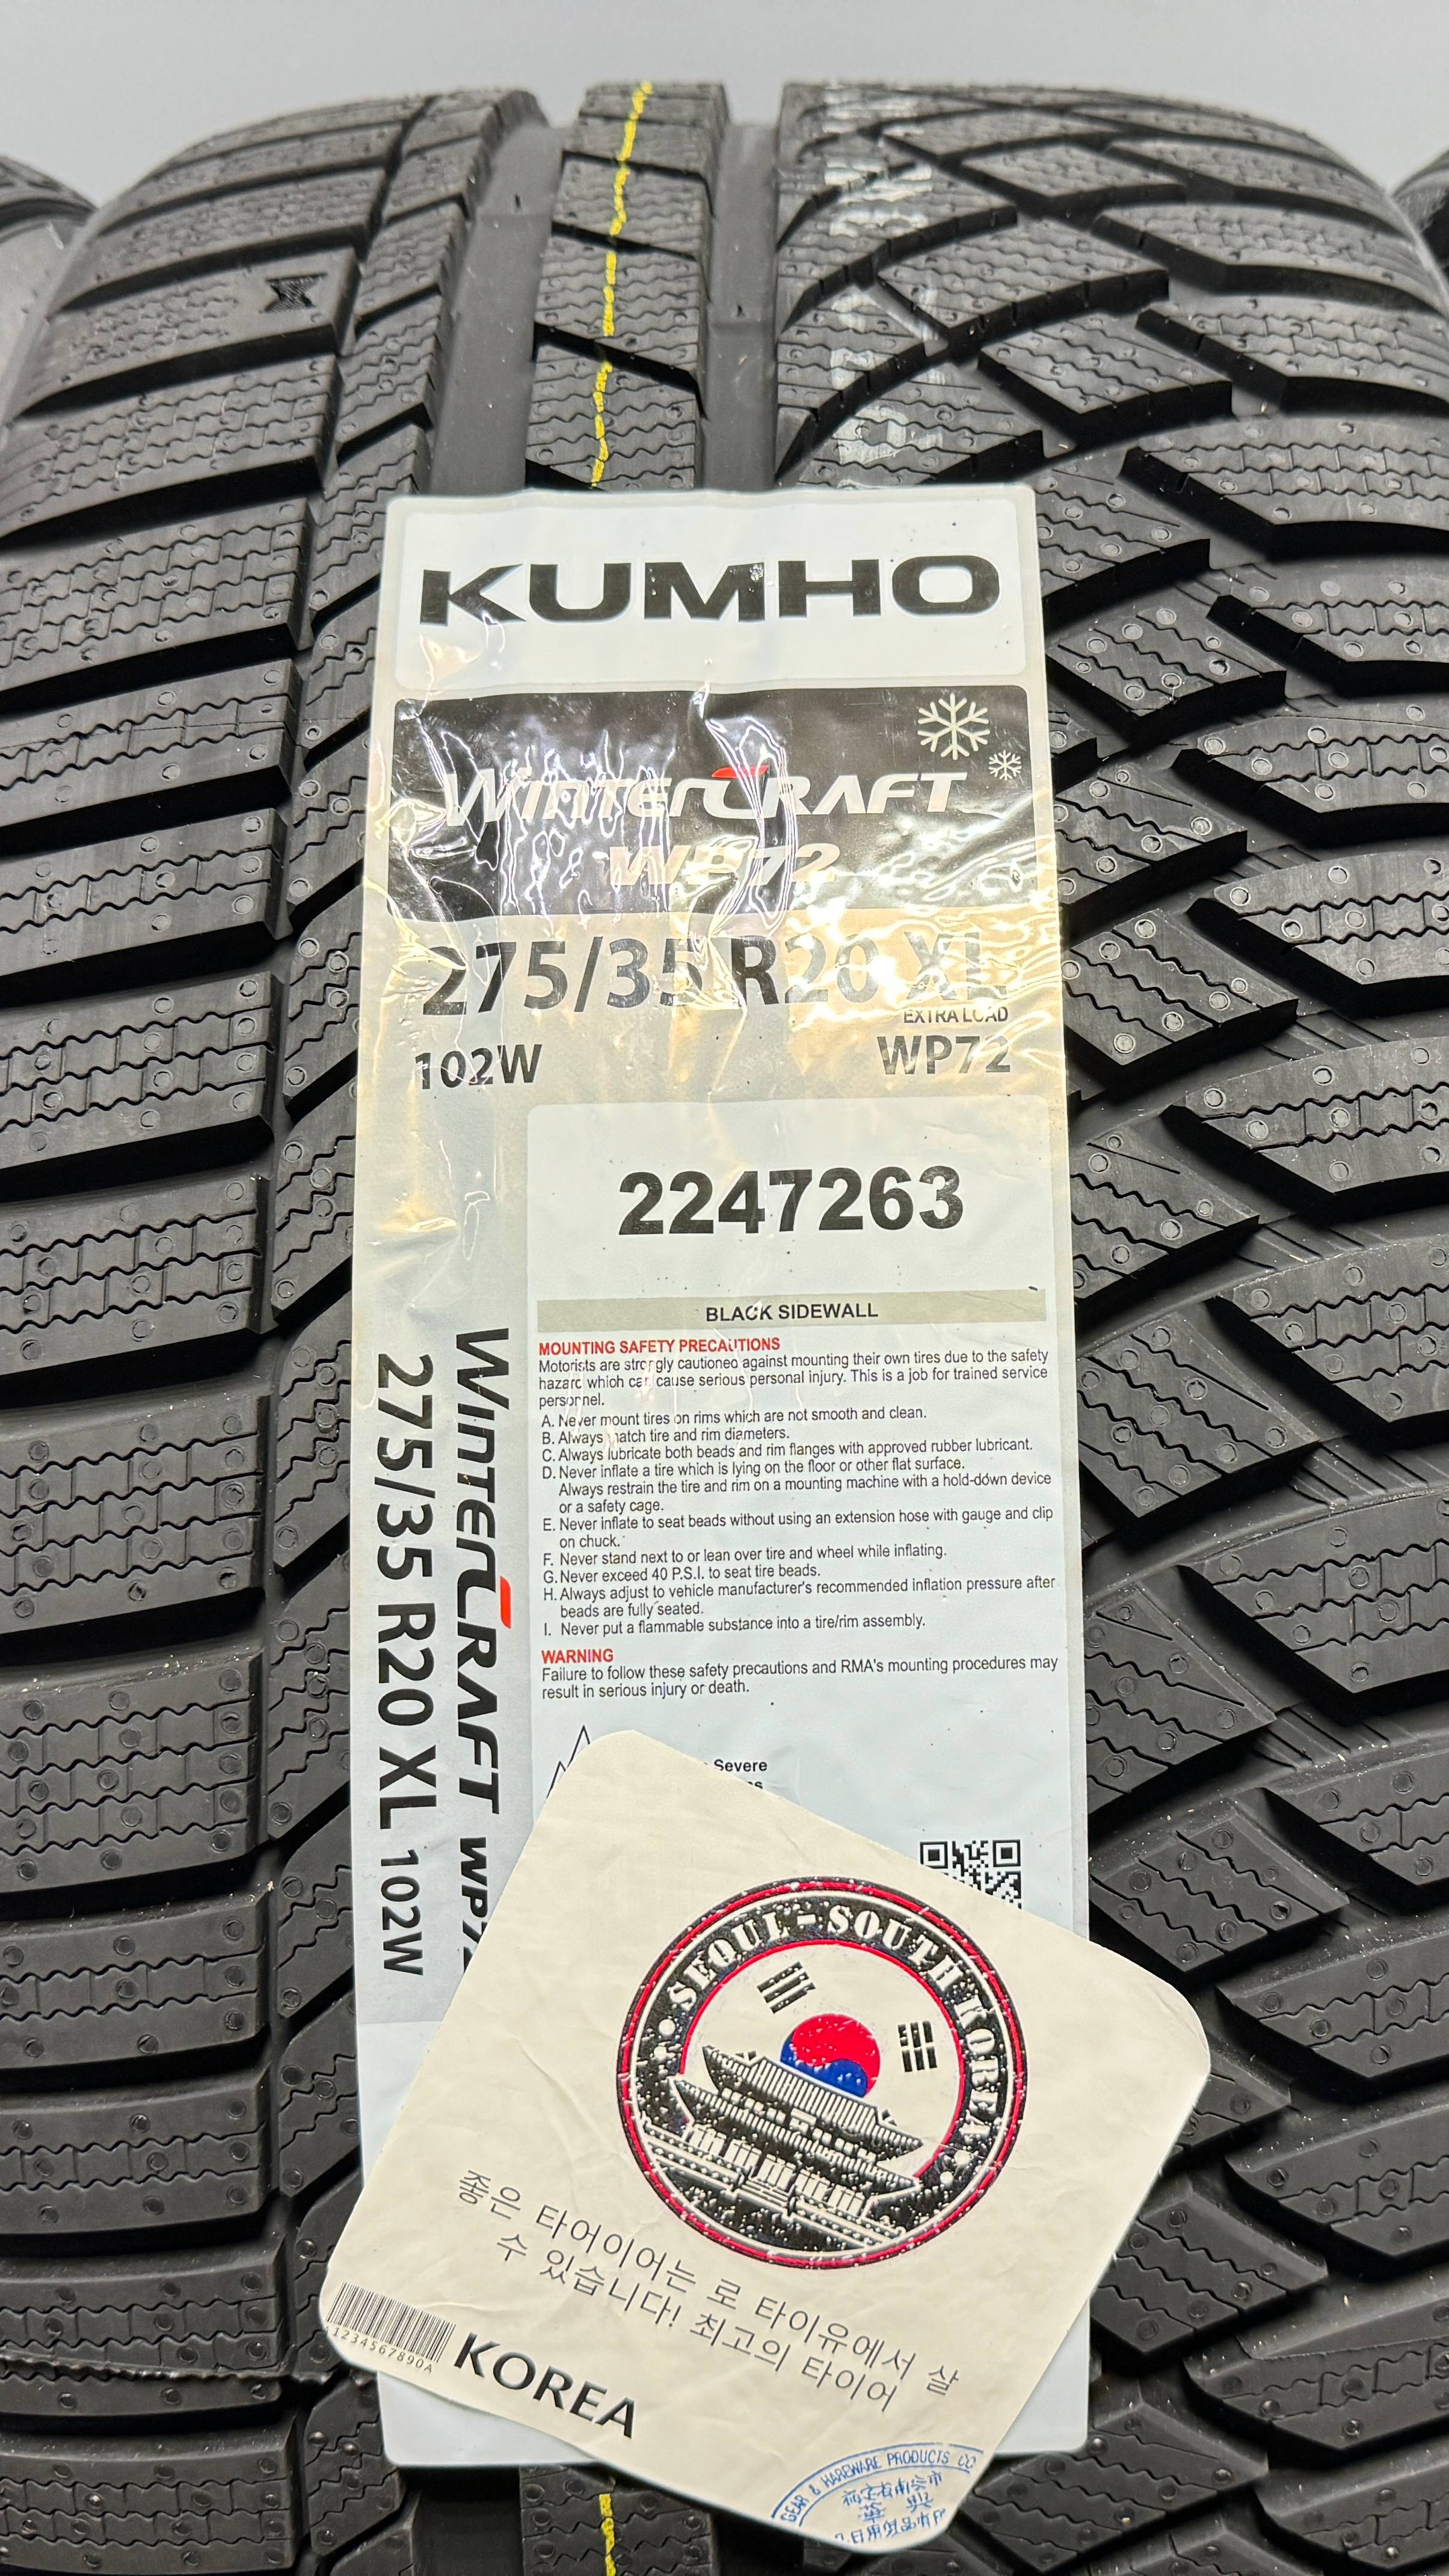 KUMHO
WINTERCRAFT
WP72
275/35 R20 XL
EXTRA LOAD
102W WP72
2247263
BLACK SIDEWALL
MOUNTING SAFETY PRECAUTIONS
Motorists are strongly cautioned against mounting their own tires due to the safety
hazard which can cause serious personal injury. This is a job for trained service
personnel.
A. Never mount tires on rims which are not smooth and clean.
B. Always match tire and rim diameters.
C. Always lubricate both beads and rim flanges with approved rubber lubricant.
D. Never inflate a tire which is lying on the floor or other flat surface.
Always restrain the tire and rim on a mounting machine with a hold-down device
or a safety cage.
E. Never inflate to seat beads without using an extension hose with gauge and clip
on chuck.
F. Never stand next to or lean over tire and wheel while inflating.
G. Never exceed 40 P.S.I. to seat tire beads.
H. Always adjust to vehicle manufacturer's recommended inflation pressure after
beads are fully seated.
I. Never put a flammable substance into a tire/rim assembly.
WARNING
Failure to follow these safety precautions and RMA's mounting procedures may
result in serious injury or death.
Severe
WINTERCRAFT WP72
275/35 R20 XL 102W
SEOUL - SOUTH KOREA
좋은 타어이어는 로 타이유에서 살
수 있습니다! 최고의 타이어
1234567890A
KOREA
GEAR & HARDWARE PRODUCTS CO